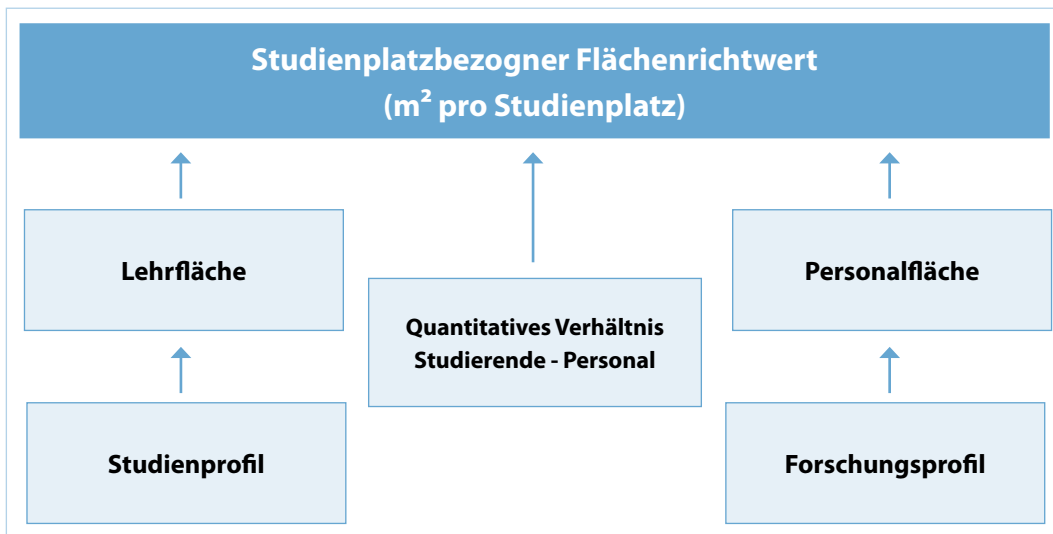 Studienplatzbezogner Flächenrichtwert
(m² pro Studienplatz)
Lehrfläche
Personalfläche
Quantitatives Verhältnis
Studierende - Personal
Studienprofil
Forschungsprofil